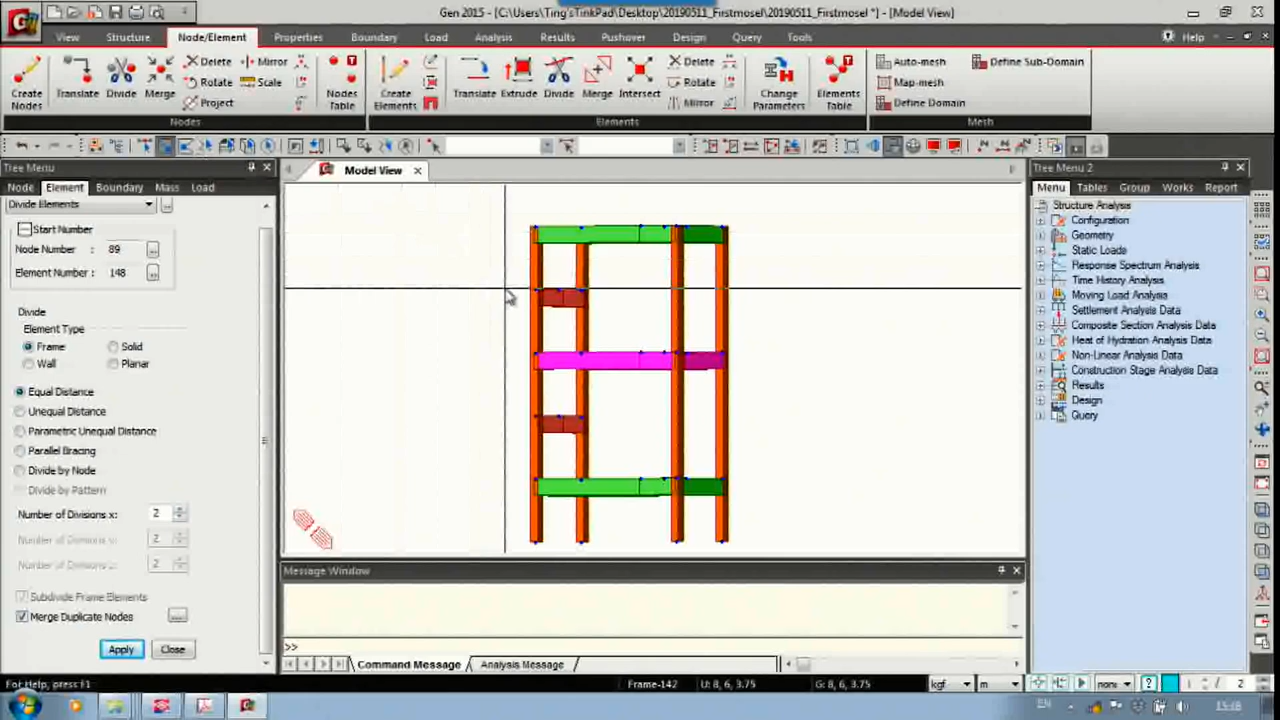 Gen 2015 - [C:\Users\Ting'sTinkPad\Desktop\20190511_Firstmosel\20190511_Firstmosel *] - [Model View]
View Structure Node/Element Properties Boundary Load Analysis Results Pushover Design Query Tools Help
Delete Mirror Delete Auto-mesh Define Sub-Domain
Rotate Scale Rotate Map-mesh
Create Nodes Translate Divide Merge Project Nodes Table Create Elements Translate Extrude Divide Merge Intersect Mirror Change Parameters Elements Table Define Domain
Nodes Elements Mesh
Tree Menu
Model View
Tree Menu 2
Node Element Boundary Mass Load
Divide Elements
Start Number
Node Number : 89
Element Number : 148
Divide
Element Type
Frame Solid
Wall Planar
Equal Distance
Unequal Distance
Parametric Unequal Distance
Parallel Bracing
Divide by Node
Divide by Pattern
Number of Divisions x: 2
Number of Divisions y: 2
Number of Divisions z: 2
Subdivide Frame Elements
Merge Duplicate Nodes
Apply Close
Menu Tables Group Works Report
Structure Analysis
Configuration
Geometry
Static Loads
Response Spectrum Analysis
Time History Analysis
Moving Load Analysis
Settlement Analysis Data
Composite Section Analysis Data
Heat of Hydration Analysis Data
Non-Linear Analysis Data
Construction Stage Analysis Data
Results
Design
Query
Message Window
>>
Command Message Analysis Message
For Help, press F1 Frame-142 U: 8, 6, 3.75 G: 8, 6, 3.75 kgf m none ? / 2
EN